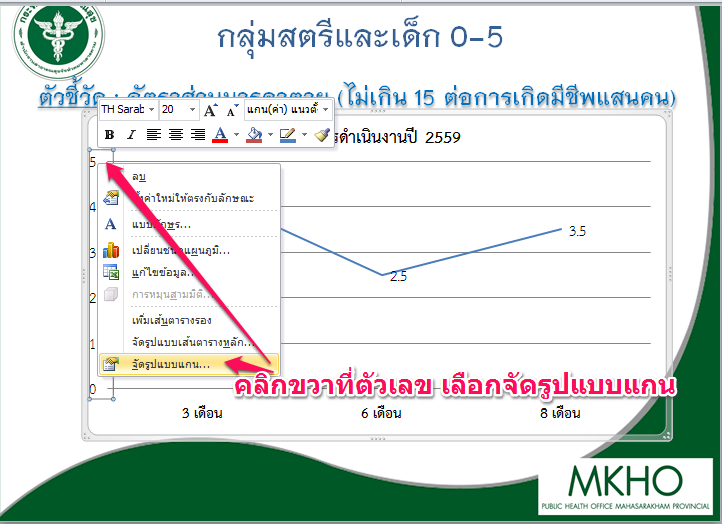 กลุ่มสตรีและเด็ก 0-5
ตัวชี้วัด : อัตราส่วนมารดาตาย (ไม่เกิน 15 ต่อการเกิดมีชีพแสนคน)
TH Sarab 20 A A แกน(ค่า) แนวตั้
B I A
รดำเนินงานปี 2559
5
4
3
2
1
0
ลบ
ตั้งค่าใหม่ให้ตรงกับลักษณะ
A แบบอักษร...
เปลี่ยนชนิดแผนภูมิ...
แก้ไขข้อมูล...
การหมุนสามมิติ...
เพิ่มเส้นตารางรอง
จัดรูปแบบเส้นตารางหลัก...
จัดรูปแบบแกน...
2.5
3.5
คลิกขวาที่ตัวเลข เลือกจัดรูปแบบแกน
3 เดือน 6 เดือน 8 เดือน
MKHO
PUBLIC HEALTH OFFICE MAHASARAKHAM PROVINCIAL